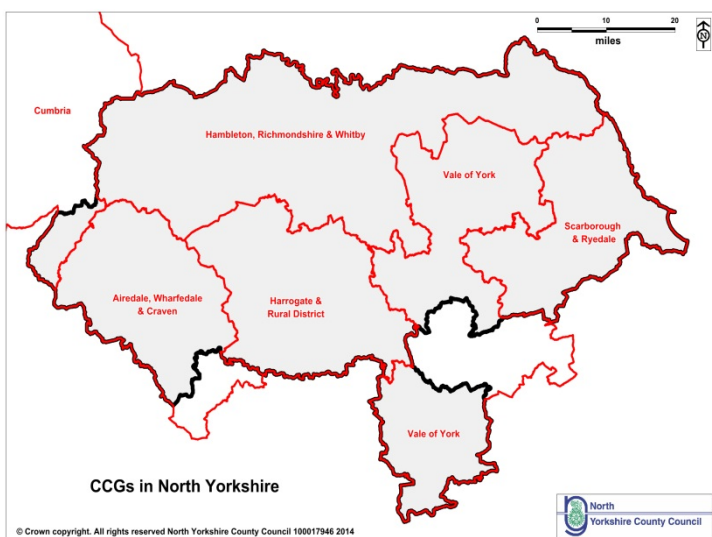 0 10 20
miles
N
Cumbria
Hambleton, Richmondshire & Whitby
Vale of York
Scarborough
& Ryedale
Airedale, Wharfedale
& Craven
Harrogate &
Rural District
Vale of York
CCGs in North Yorkshire
North
Yorkshire County Council
© Crown copyright. All rights reserved North Yorkshire County Council 100017946 2014